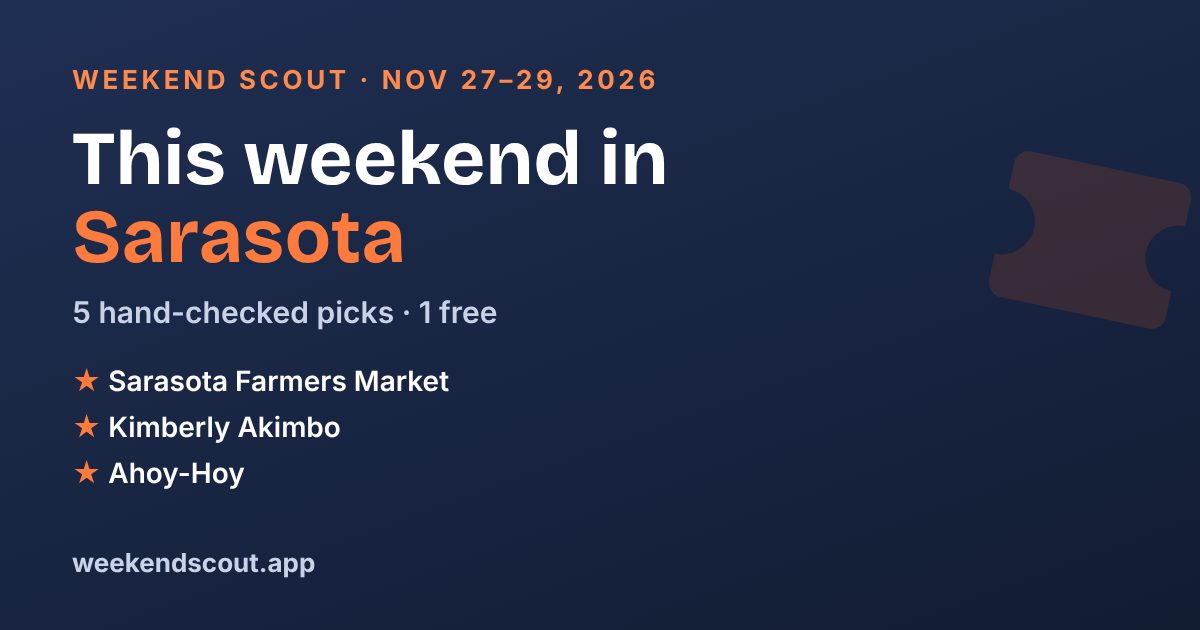 WEEKEND SCOUT · NOV 27–29, 2026
This weekend in
Sarasota
5 hand-checked picks · 1 free
★ Sarasota Farmers Market
★ Kimberly Akimbo
★ Ahoy-Hoy
weekendscout.app